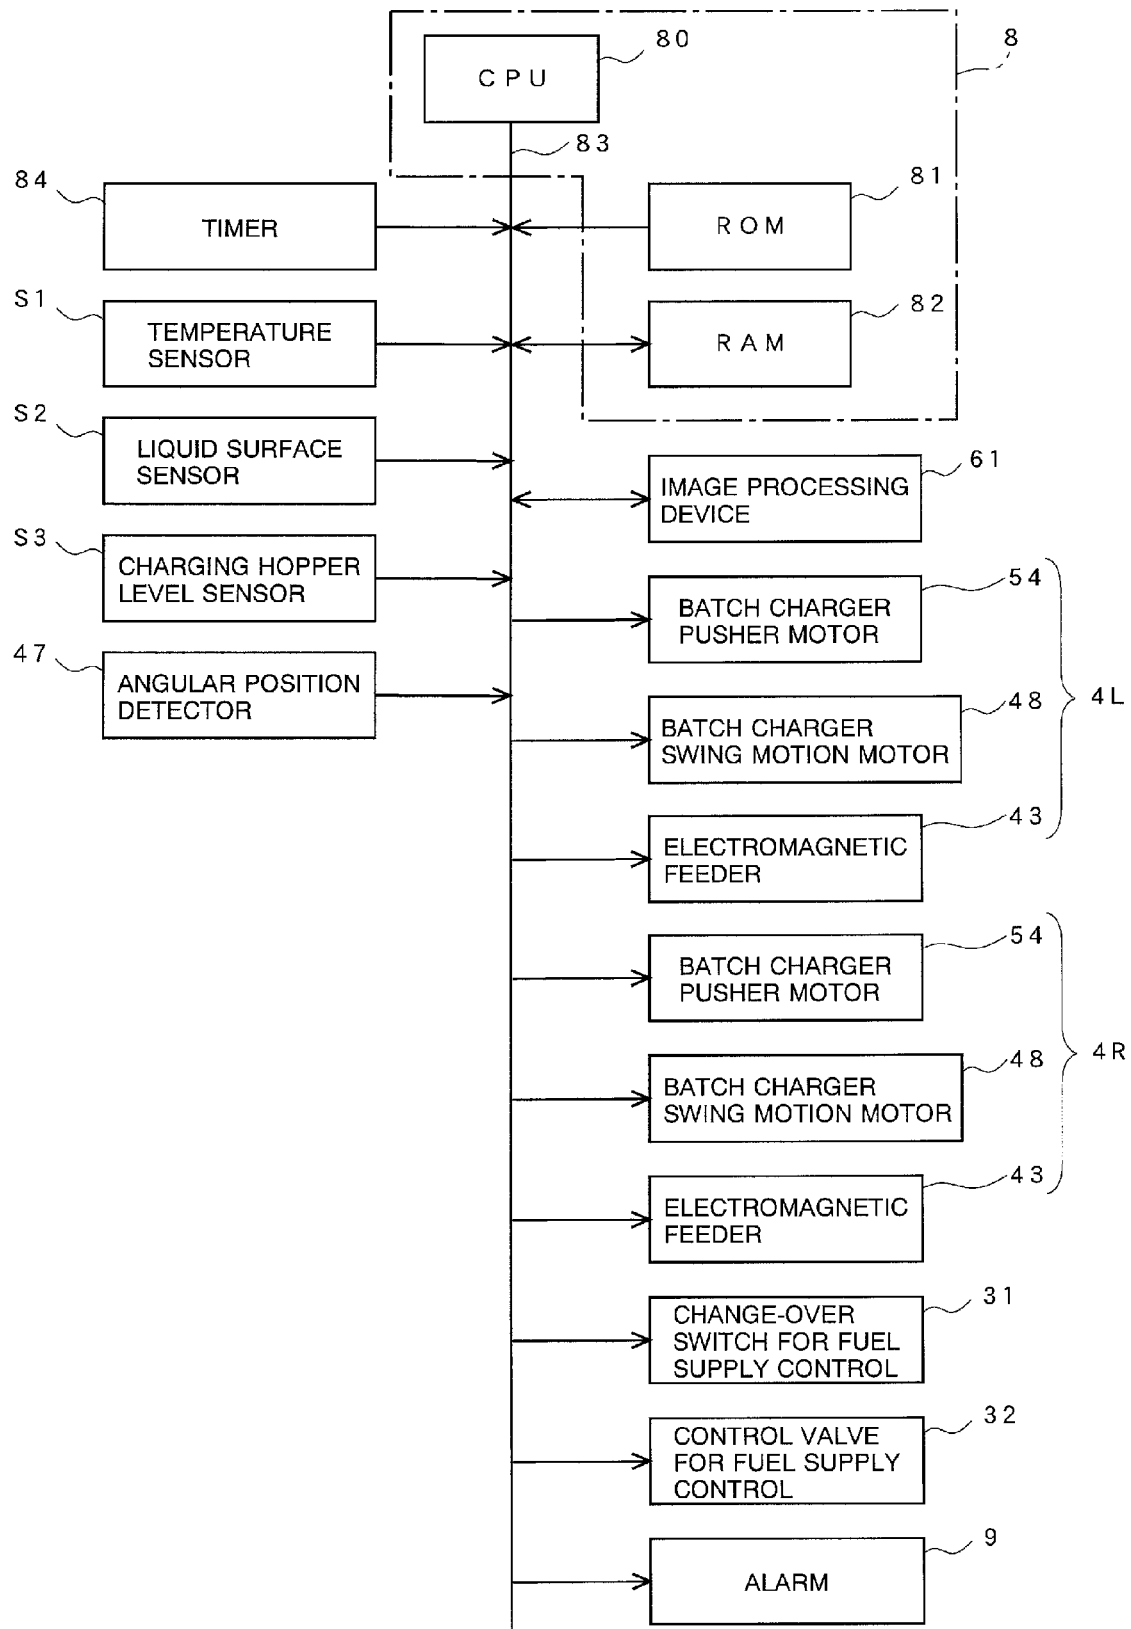 80
8
CPU
83
84
TIMER
81
ROM
S1
TEMPERATURE
SENSOR
82
RAM
S2
LIQUID SURFACE
SENSOR
61
IMAGE PROCESSING
DEVICE
S3
CHARGING HOPPER
LEVEL SENSOR
54
BATCH CHARGER
PUSHER MOTOR
47
ANGULAR POSITION
DETECTOR
48
BATCH CHARGER
SWING MOTION MOTOR
4L
43
ELECTROMAGNETIC
FEEDER
54
BATCH CHARGER
PUSHER MOTOR
48
BATCH CHARGER
SWING MOTION MOTOR
4R
43
ELECTROMAGNETIC
FEEDER
31
CHANGE-OVER
SWITCH FOR FUEL
SUPPLY CONTROL
32
CONTROL VALVE
FOR FUEL SUPPLY
CONTROL
9
ALARM